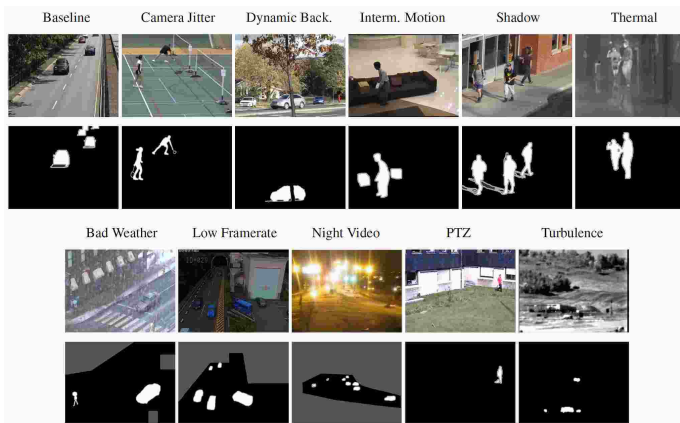 Baseline
Camera Jitter
Dynamic Back.
Interm. Motion
Shadow
Thermal
Bad Weather
Low Framerate
Night Video
PTZ
Turbulence